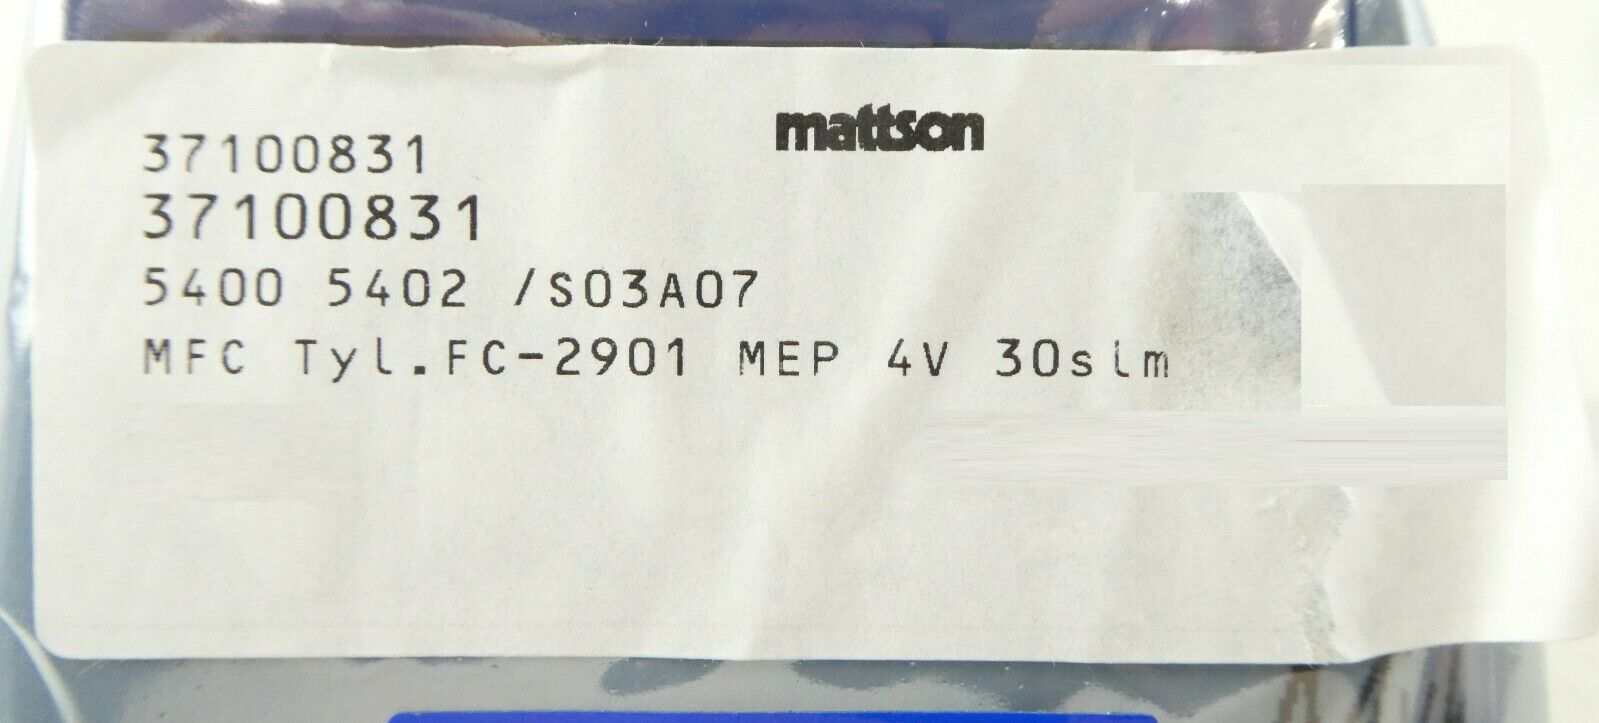 mattson
37100831
37100831
5400 5402 /S03A07
MFC Tyl.FC-2901 MEP 4V 30slm